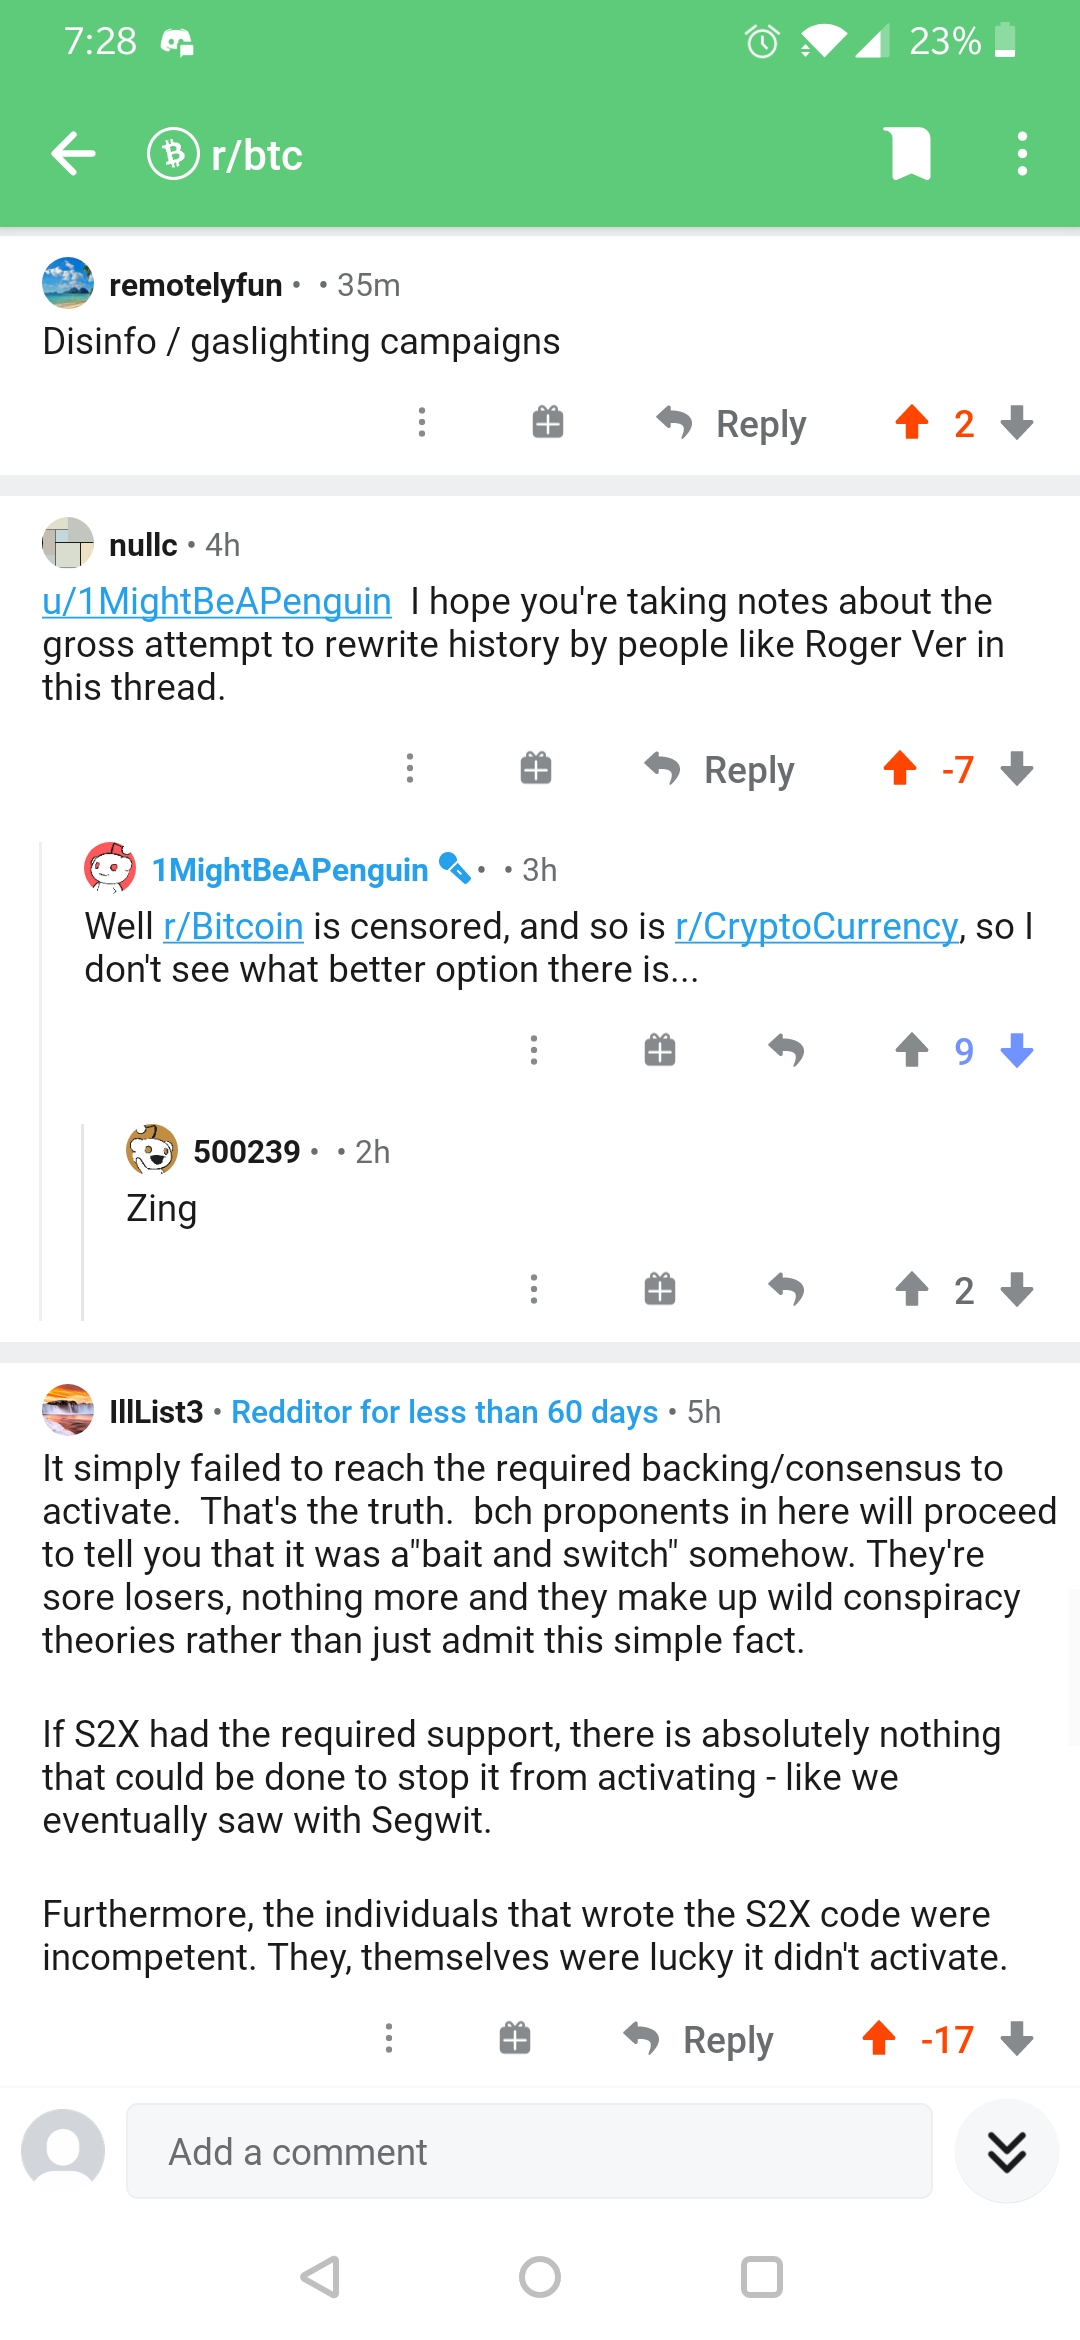 7:28
23%
r/btc
remotelyfun • • 35m
Disinfo / gaslighting campaigns
Reply
2
nullc • 4h
u/1MightBeAPenguin I hope you're taking notes about the
gross attempt to rewrite history by people like Roger Ver in
this thread.
Reply
-7
1MightBeAPenguin • • 3h
Well r/Bitcoin is censored, and so is r/CryptoCurrency, so I
don't see what better option there is...
9
500239 • • 2h
Zing
2
IllList3 • Redditor for less than 60 days • 5h
It simply failed to reach the required backing/consensus to
activate. That's the truth. bch proponents in here will proceed
to tell you that it was a"bait and switch" somehow. They're
sore losers, nothing more and they make up wild conspiracy
theories rather than just admit this simple fact.
If S2X had the required support, there is absolutely nothing
that could be done to stop it from activating - like we
eventually saw with Segwit.
Furthermore, the individuals that wrote the S2X code were
incompetent. They, themselves were lucky it didn't activate.
Reply
-17
Add a comment